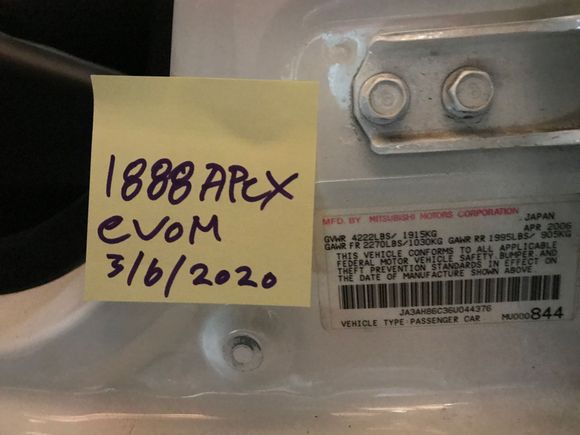 1888APCX
evoM
3/6/2020
MFD. BY MITSUBISHI MOTORS CORPORATION, JAPAN
APR 2006
GVWR 4222LBS/ 1915KG
GAWR FR 2270LBS/1030KG GAWR RR 1995LBS/ 905KG
THIS VEHICLE CONFORMS TO ALL APPLICABLE
FEDERAL MOTOR VEHICLE SAFETY,BUMPER,AND
THEFT PREVENTION STANDARDS IN EFFECT ON
THE DATE OF MANUFACTURE SHOWN ABOVE.
JA3AH86C36U044376
VEHICLE TYPE:PASSENGER CAR MU000844